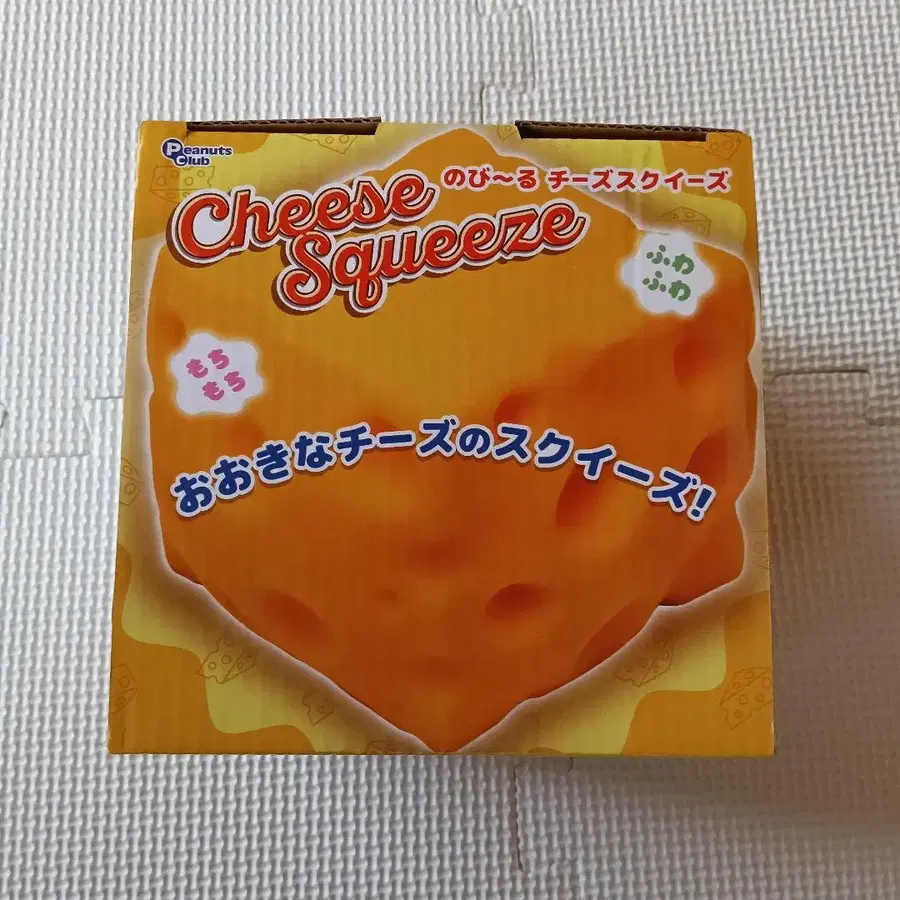 Peanuts
Club
のび～る チーズスクイーズ
Cheese
Squeeze
ふわ
ふわ
もち
もち
おおきなチーズのスクイーズ!